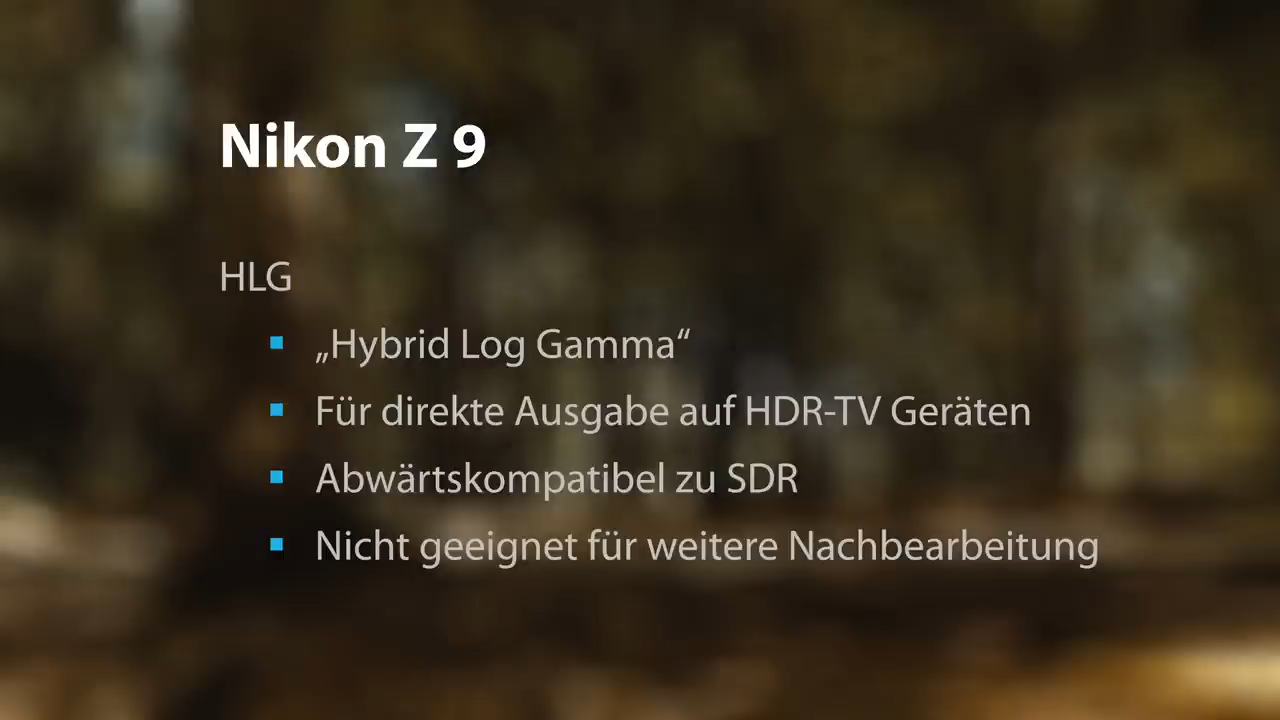 Nikon Z 9
HLG
„Hybrid Log Gamma“
Für direkte Ausgabe auf HDR-TV Geräten
Abwärtskompatibel zu SDR
Nicht geeignet für weitere Nachbearbeitung